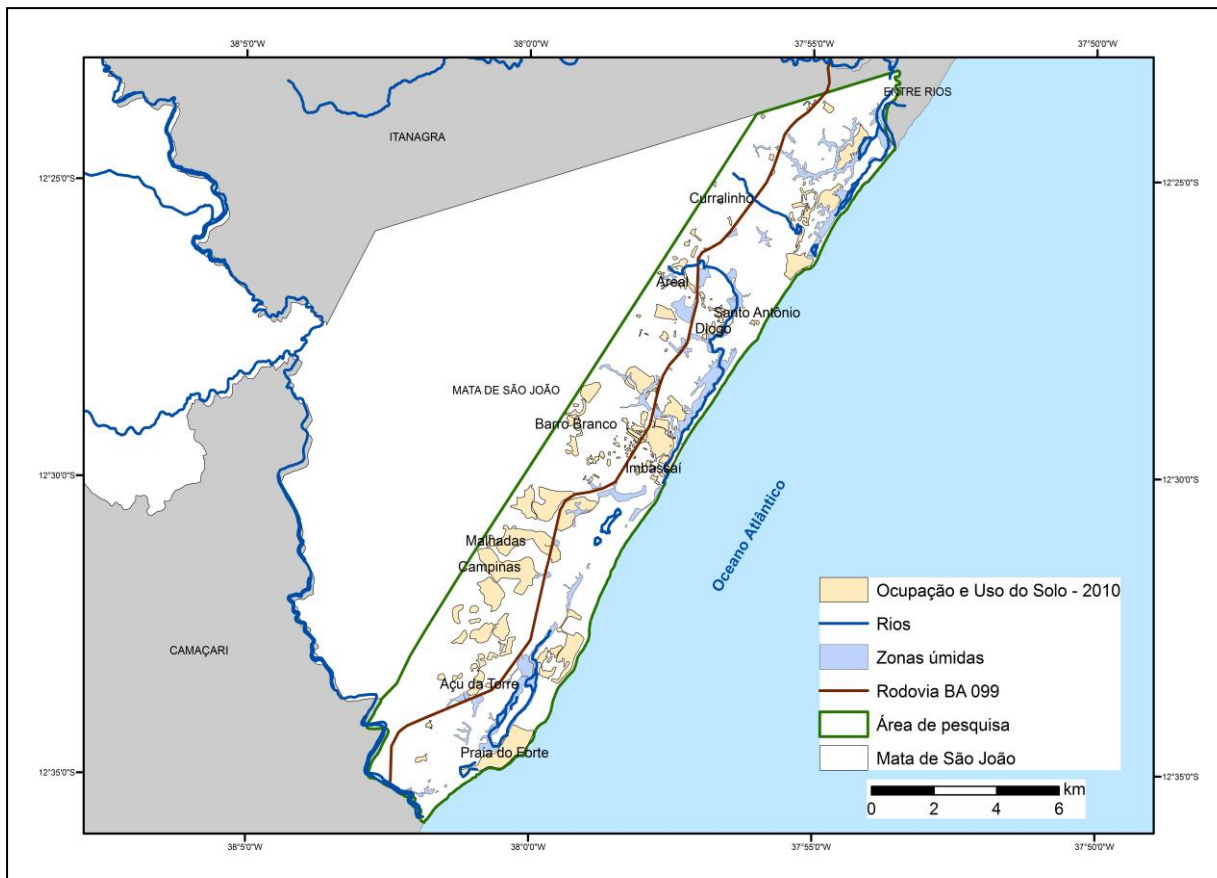 38°5'0"W
38°0'0"W
37°55'0"W
37°50'0"W
ENTRE RIOS
ITANAGRA
12°25'S
12°25'S
Curralinho
Areal
Santo Antônio
Diogo
MATA DE SÃO JOÃO
Barro Branco
Imbassaí
12°30'0"S
12°30'0"S
Oceano Atlântico
Malhadas
Campinas
Ocupação e Uso do Solo - 2010
Rios
Zonas úmidas
CAMAÇARI
Açu da Torre
Rodovia BA 099
Área de pesquisa
Praia do Forte
Mata de São João
12°35'0"S
12°35'0"S
km
0 2 4 6
38°5'0"W
38°0'0"W
37°55'0"W
37°50'0"W